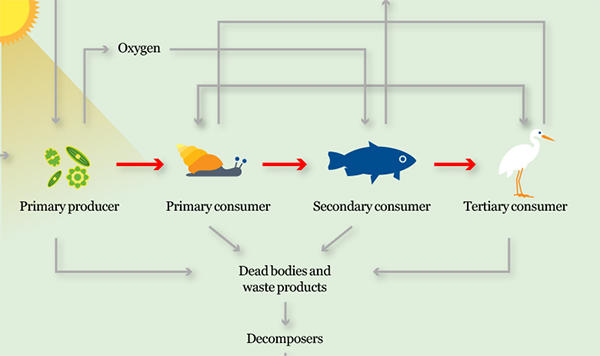 Oxygen
Primary producer
Primary consumer
Secondary consumer
Tertiary consumer
Dead bodies and
waste products
Decomposers